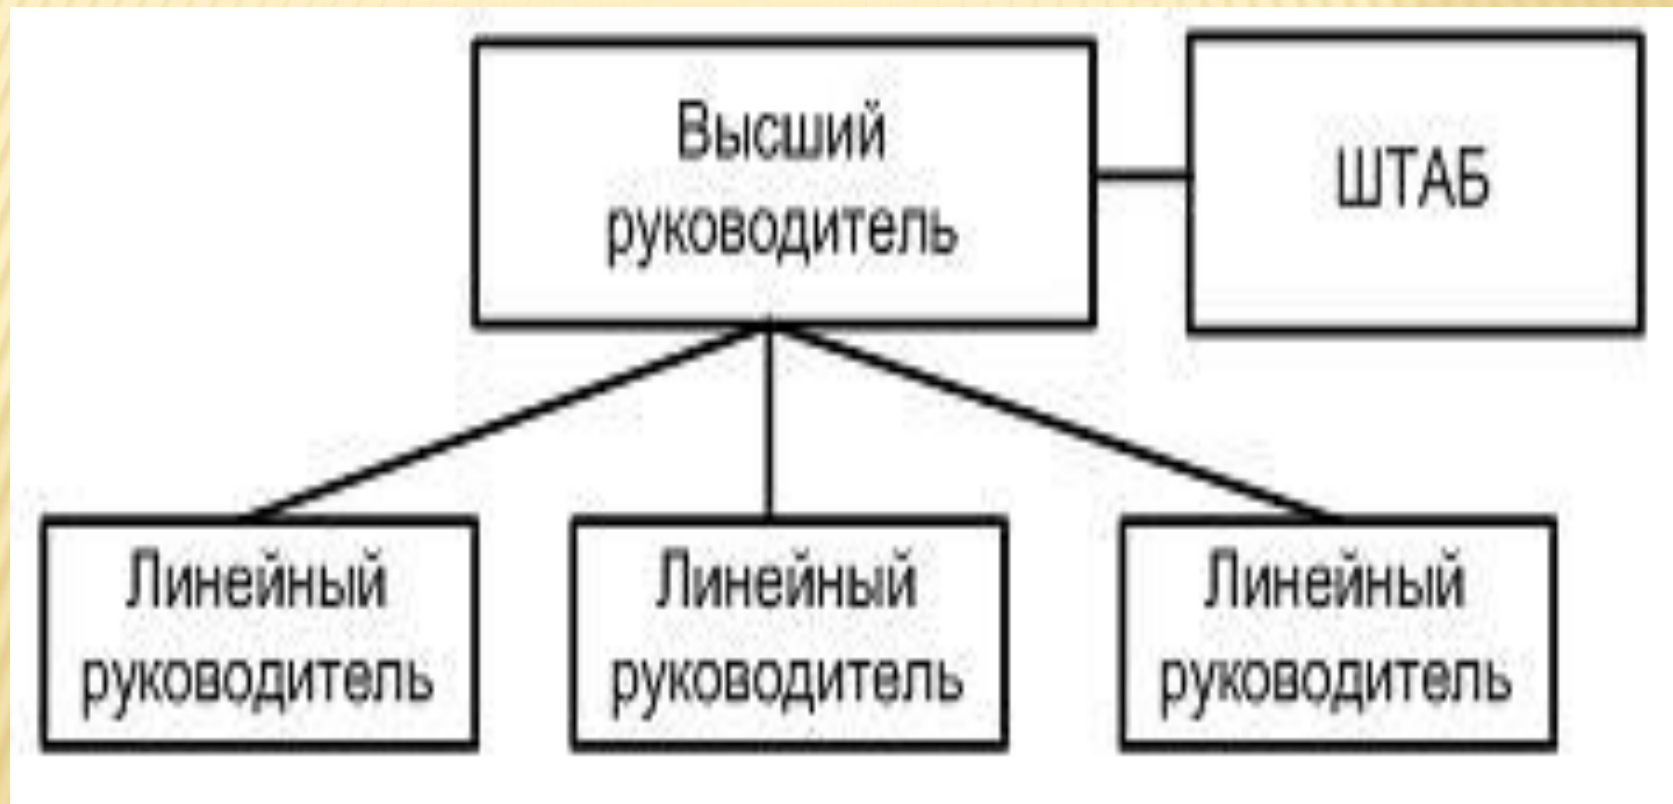 Высший
руководитель
ШТАБ
Линейный
руководитель
Линейный
руководитель
Линейный
руководитель